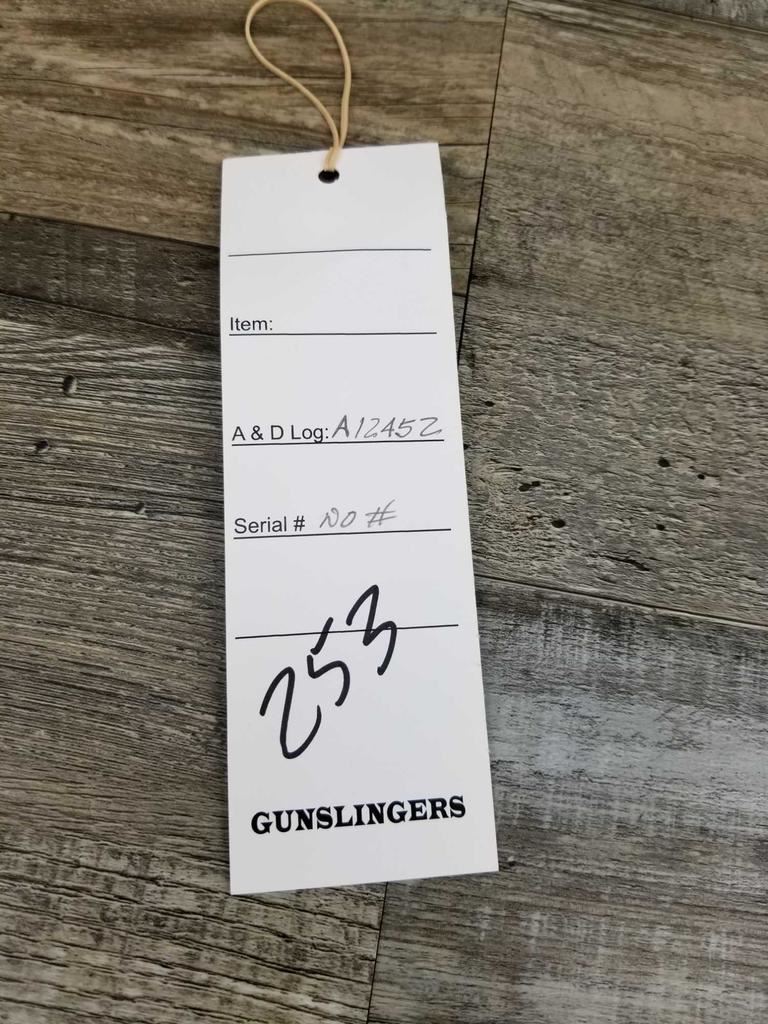 Item:
A & D Log: A12452
Serial # NO #
253
GUNSLINGERS